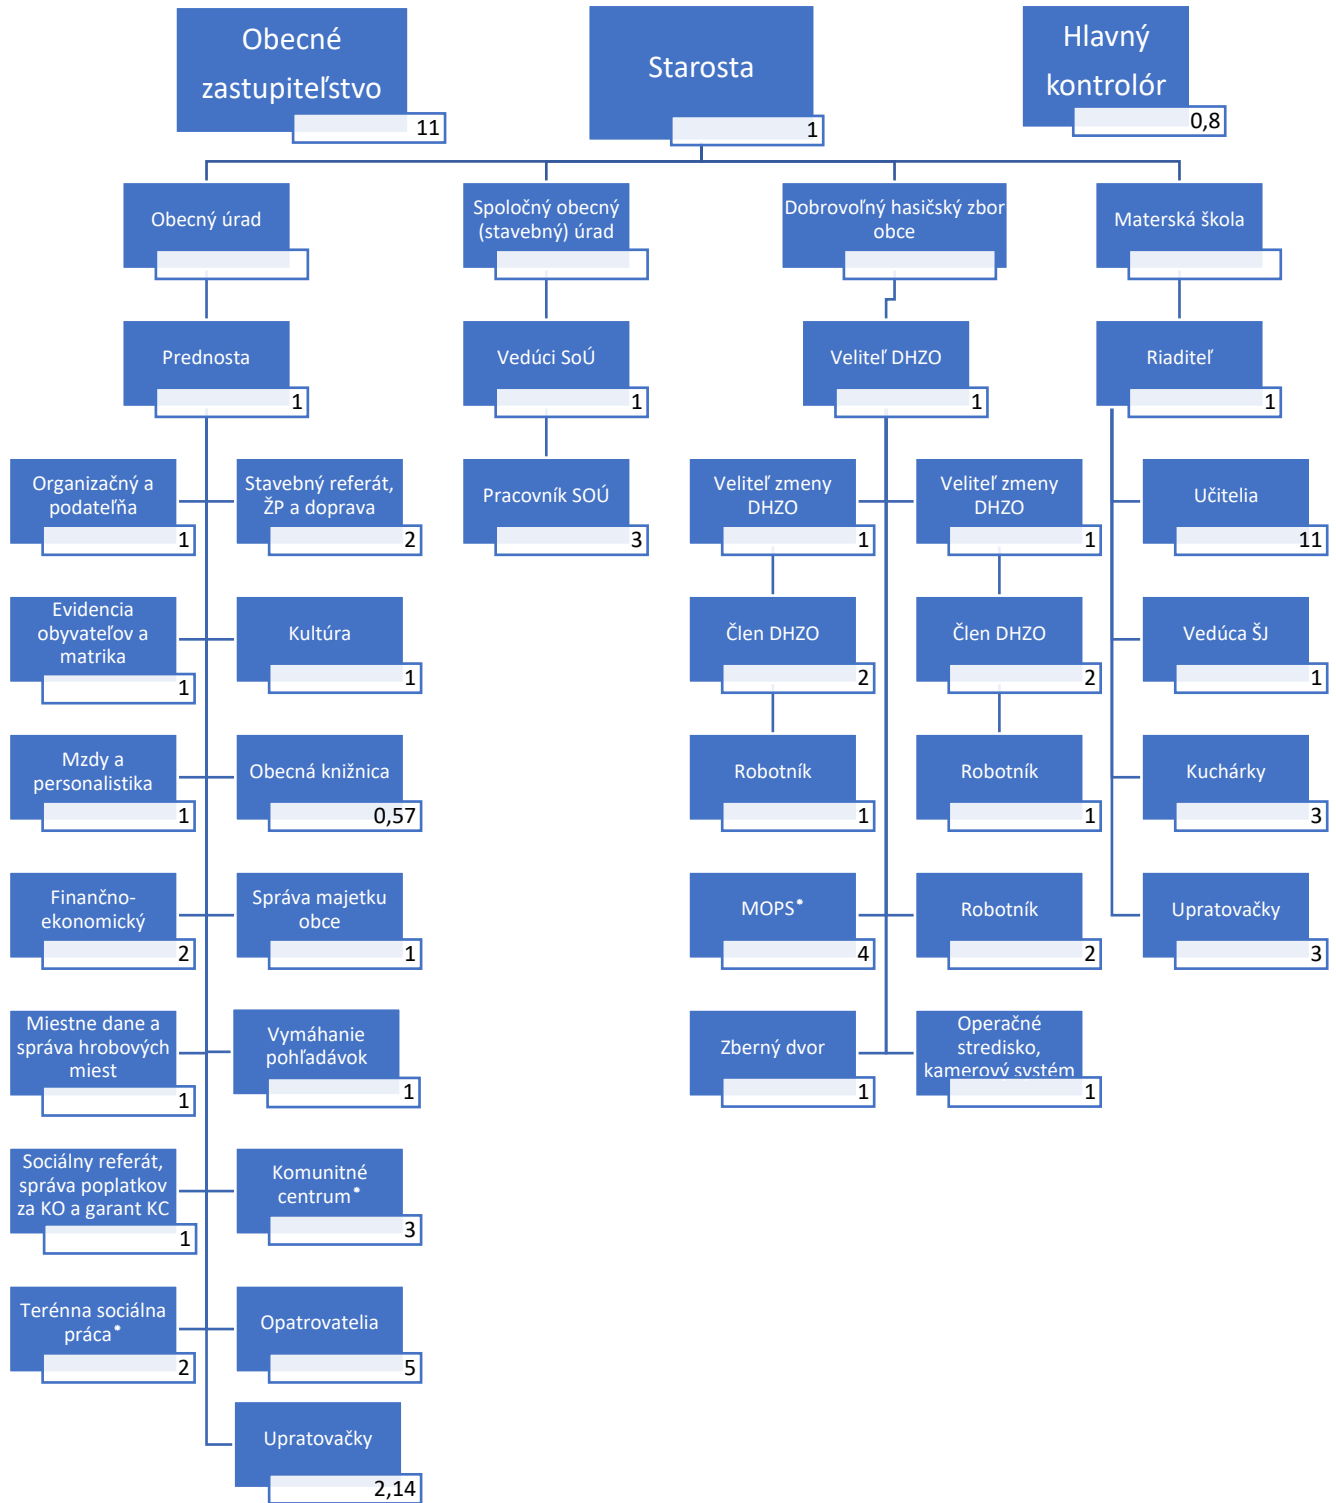 Obecné
zastupiteľstvo
11
Starosta
1
Hlavný
kontrolór
0,8
Obecný úrad
Spoločný obecný
(stavebný) úrad
Dobrovoľný hasičský zbor
obce
Materská škola
Prednosta
1
Vedúci SoÚ
1
Veliteľ DHZO
1
Riaditeľ
1
Organizačný a
podateľňa
1
Stavebný referát,
ŽP a doprava
2
Pracovník SOÚ
3
Veliteľ zmeny
DHZO
1
Veliteľ zmeny
DHZO
1
Učitelia
11
Evidencia
obyvateľov a
matrika
1
Kultúra
1
Člen DHZO
2
Člen DHZO
2
Vedúca ŠJ
1
Mzdy a
personalistika
1
Obecná knižnica
0,57
Robotník
1
Robotník
1
Kuchárky
3
Finančno-
ekonomický
2
Správa majetku
obce
1
MOPS*
4
Robotník
2
Upratovačky
3
Miestne dane a
správa hrobových
miest
1
Vymáhanie
pohľadávok
1
Zberný dvor
1
Operačné
stredisko,
kamerový systém
1
Sociálny referát,
správa poplatkov
za KO a garant KC
1
Komunitné
centrum*
3
Terénna sociálna
práca*
2
Opatrovatelia
5
Upratovačky
2,14